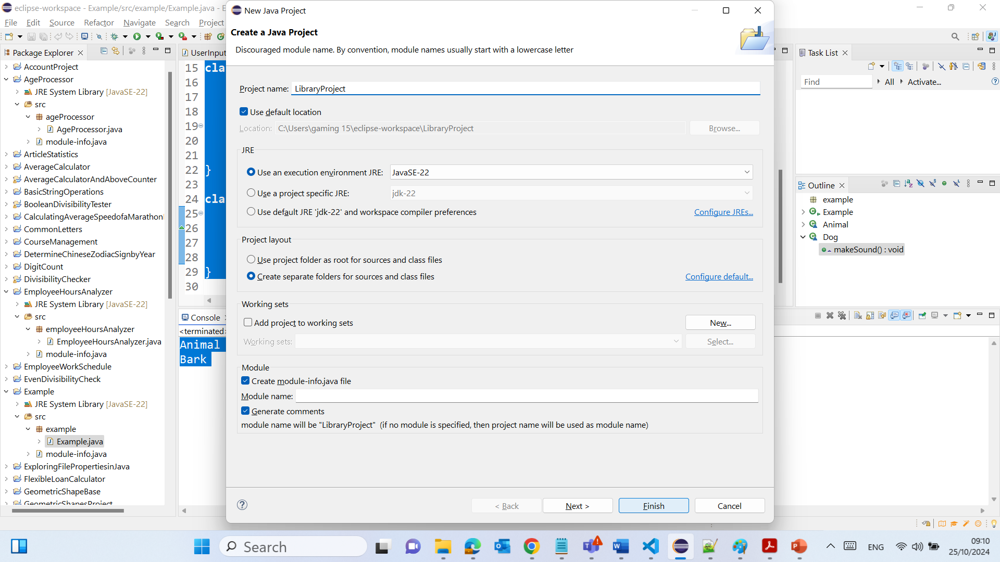 eclipse-workspace - Example/src/example/Example.java - E
File Edit Source Refactor Navigate Search Project
Package Explorer
AccountProject
AgeProcessor
JRE System Library [JavaSE-22]
src
ageProcessor
AgeProcessor.java
module-info.java
ArticleStatistics
AverageCalculator
AverageCalculatorAndAboveCounter
BasicStringOperations
BooleanDivisibilityTester
CalculatingAverageSpeedofaMarathon
CommonLetters
CourseManagement
DetermineChineseZodiacSignbyYear
DigitCount
DivisibilityChecker
EmployeeHoursAnalyzer
JRE System Library [JavaSE-22]
src
employeeHoursAnalyzer
EmployeeHoursAnalyzer.java
module-info.java
EmployeeWorkSchedule
EvenDivisibilityCheck
Example
JRE System Library [JavaSE-22]
src
example
Example.java
module-info.java
ExploringFilePropertiesinJava
FlexibleLoanCalculator
GeometricShapeBase
GeometricShapesProject
UserInput
15 cla
16
17
18
19
20
21
22 }
23
24 cla
25
26
27
28
29 }
30
Console
<terminated>
Animal
Bark
New Java Project
Create a Java Project
Discouraged module name. By convention, module names usually start with a lowercase letter
Project name: LibraryProject
Use default location
Location: C:\Users\gaming 15\eclipse-workspace\LibraryProject Browse...
JRE
Use an execution environment JRE: JavaSE-22
Use a project specific JRE: jdk-22
Use default JRE 'jdk-22' and workspace compiler preferences Configure JREs...
Project layout
Use project folder as root for sources and class files
Create separate folders for sources and class files Configure default...
Working sets
Add project to working sets New...
Working sets: Select...
Module
Create module-info.java file
Module name:
Generate comments
module name will be "LibraryProject" (if no module is specified, then project name will be used as module name)
< Back Next > Finish Cancel
Task List
Find All Activate...
Outline
example
Example
Animal
Dog
makeSound() : void
Search
ENG
09:10
25/10/2024